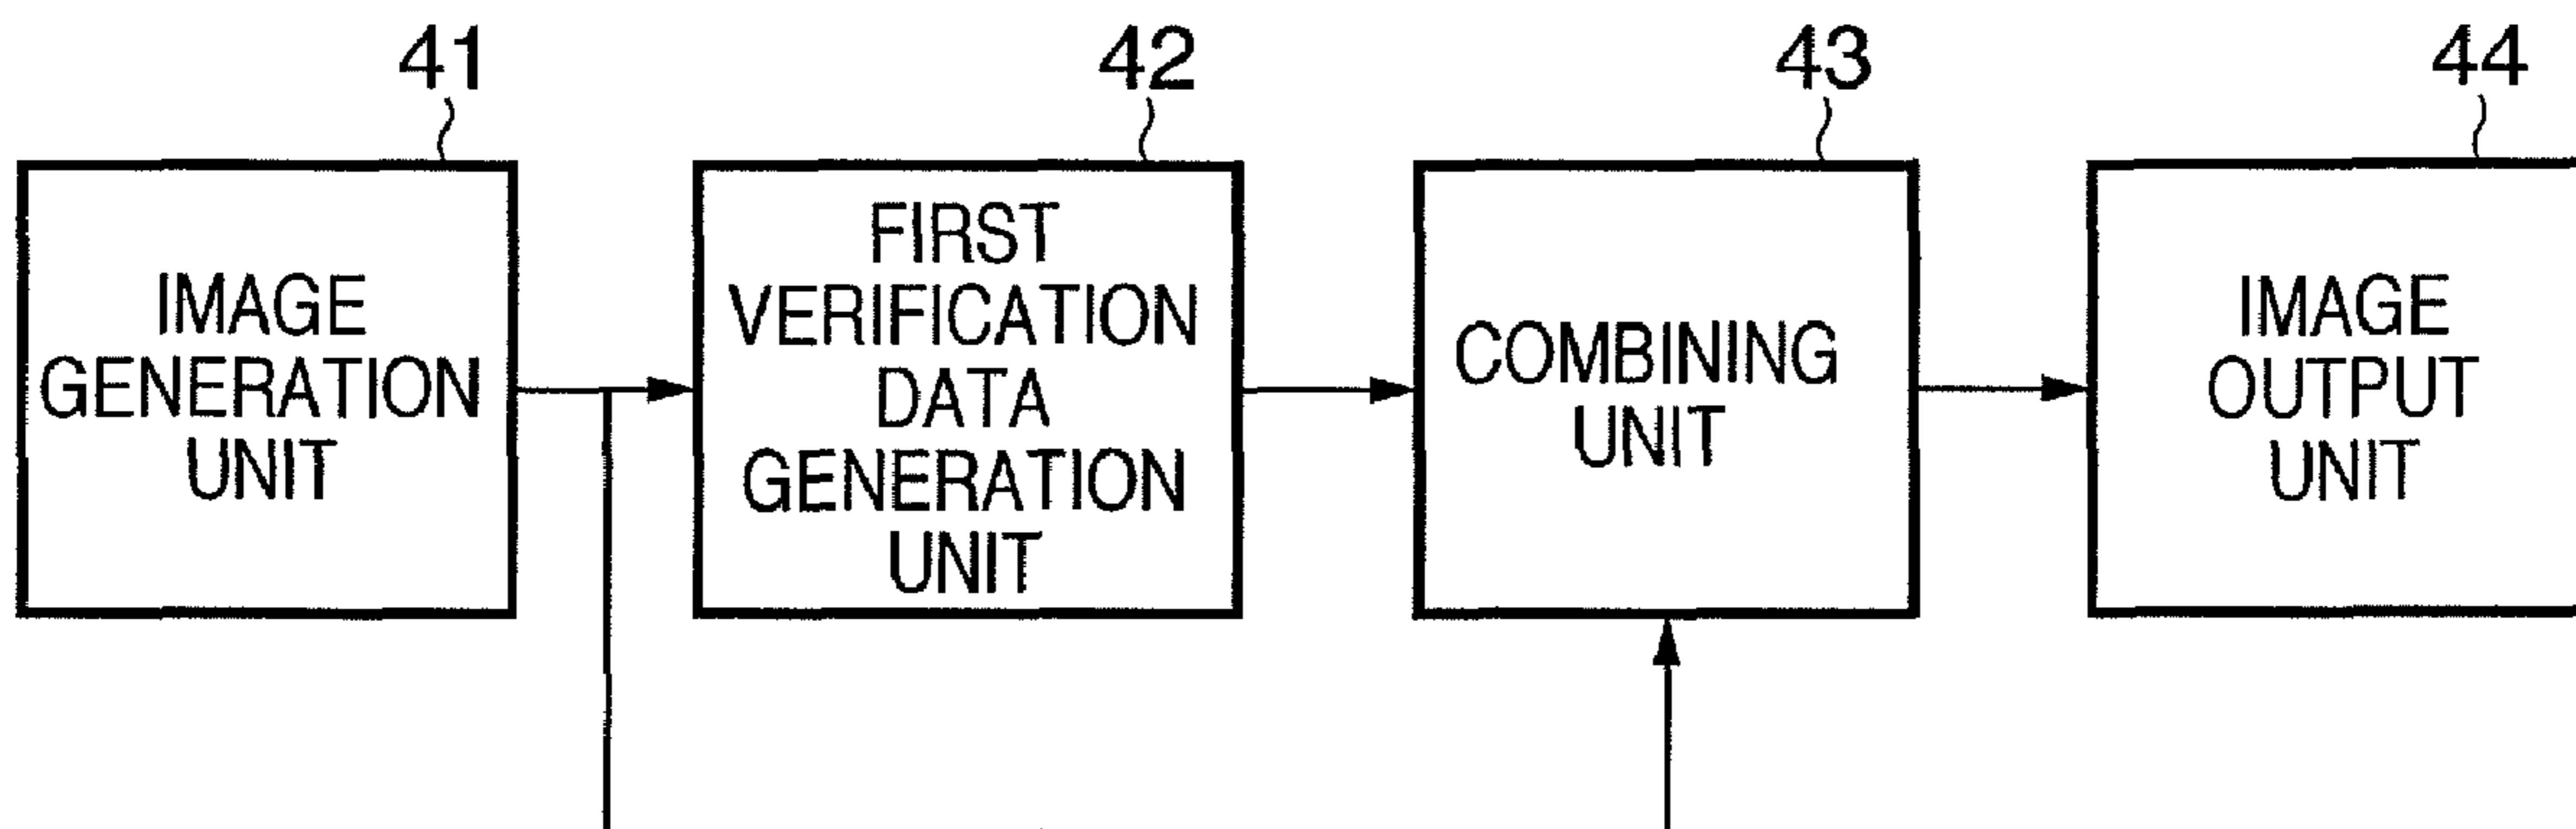 41
42
43
44
IMAGE
GENERATION
UNIT
FIRST
VERIFICATION
DATA
GENERATION
UNIT
COMBINING
UNIT
IMAGE
OUTPUT
UNIT